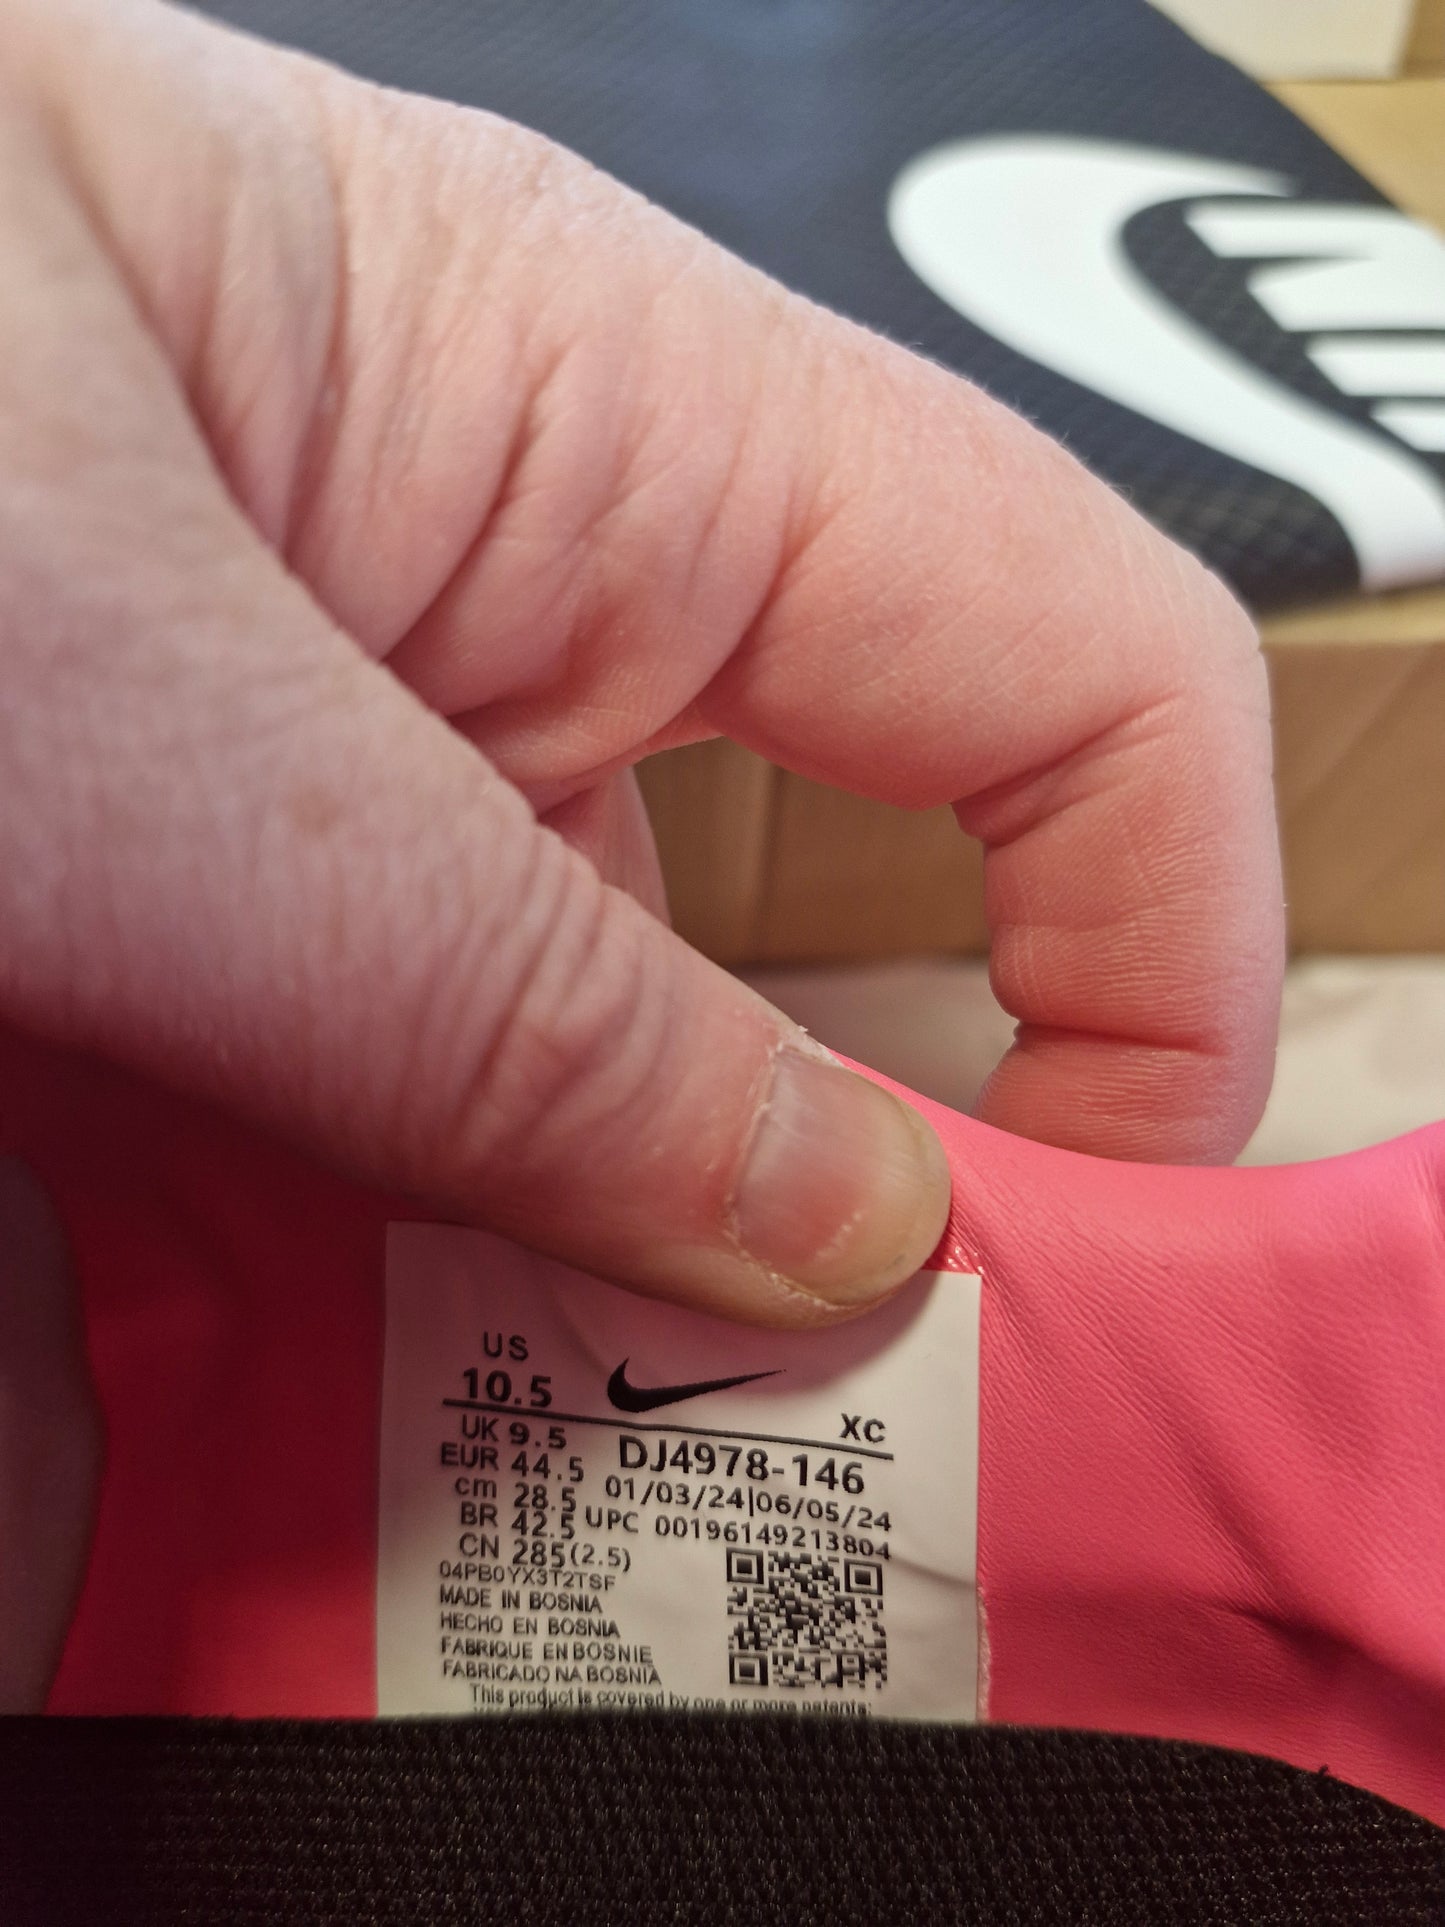 US
10.5
XC
UK 9.5
DJ4978-146
EUR 44.5
01/03/24|06/05/24
cm 28.5
UPC 00196149213804
BR 42.5
CN 285(2.5)
04PB0YX3T2TSF
MADE IN BOSNIA
HECHO EN BOSNIA
FABRIQUE EN BOSNIE
FABRICADO NA BOSNIA
This product is covered by one or more patents: